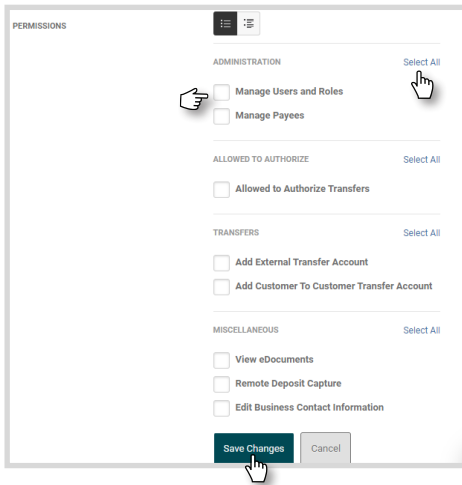 PERMISSIONS
ADMINISTRATION Select All
Manage Users and Roles
Manage Payees
ALLOWED TO AUTHORIZE Select All
Allowed to Authorize Transfers
TRANSFERS Select All
Add External Transfer Account
Add Customer To Customer Transfer Account
MISCELLANEOUS Select All
View eDocuments
Remote Deposit Capture
Edit Business Contact Information
Save Changes Cancel